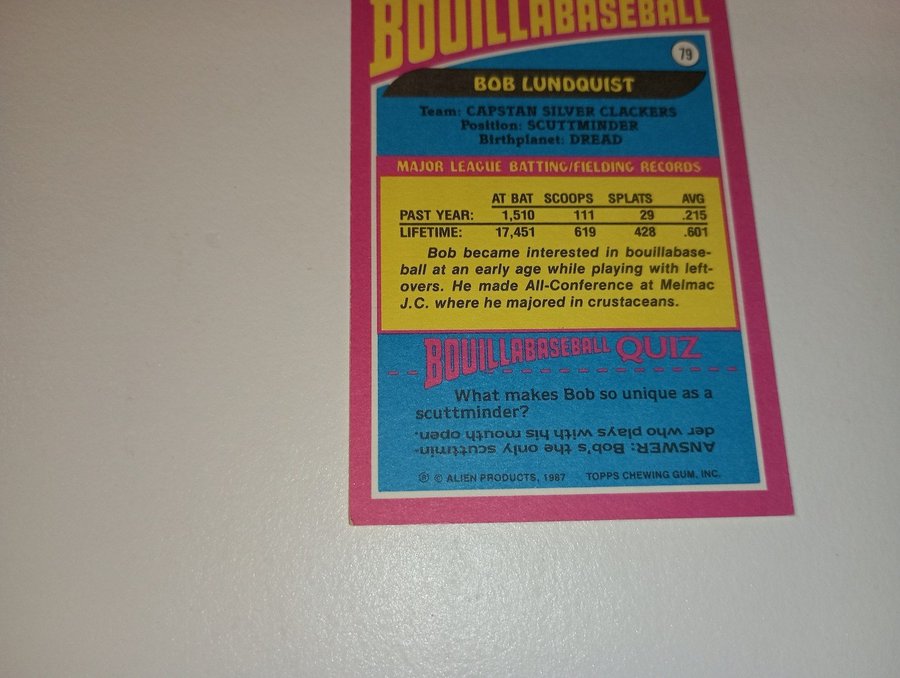 BOUILLABASEBALL
79
BOB LUNDQUIST
Team: CAPSTAN SILVER CLACKERS
Position: SCUTTMINDER
Birthplanet: DREAD
MAJOR LEAGUE BATTING/FIELDING RECORDS
AT BAT SCOOPS SPLATS AVG
PAST YEAR: 1,510 111 29 .215
LIFETIME: 17,451 619 428 .601
Bob became interested in bouillabase-
ball at an early age while playing with left-
overs. He made All-Conference at Melmac
J.C. where he majored in crustaceans.
BOUILLABASEBALL QUIZ
What makes Bob so unique as a
scuttminder?
ANSWER: Bob's the only scuttmin-
der who plays with his mouth open.
® © ALIEN PRODUCTS, 1987 TOPPS CHEWING GUM, INC.